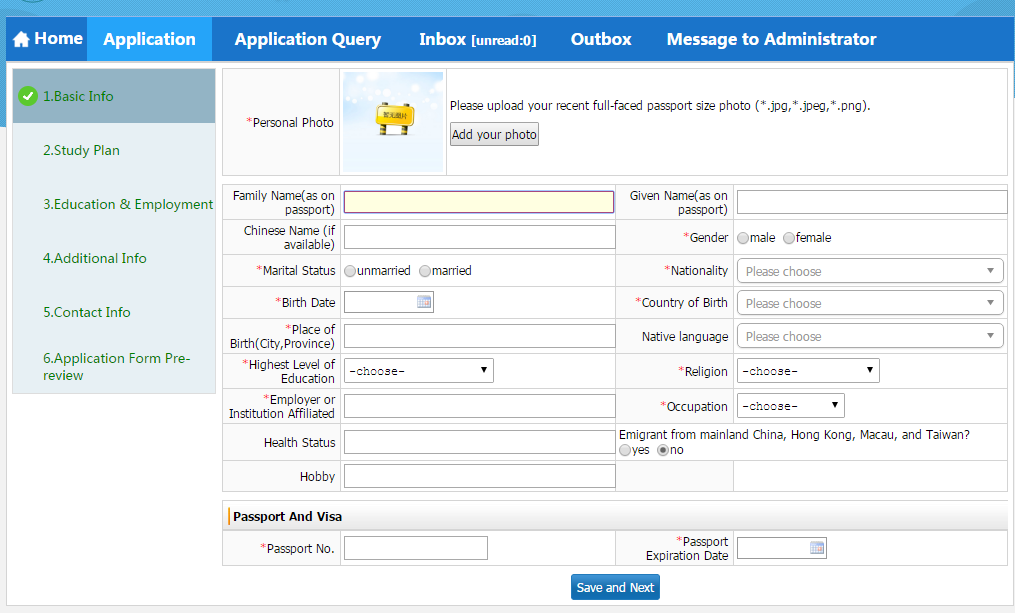 Home
Application
Application Query
Inbox [unread:0]
Outbox
Message to Administrator
1.Basic Info
2.Study Plan
3.Education & Employment
4.Additional Info
5.Contact Info
6.Application Form Pre-
review
*Personal Photo
暂无图片
Please upload your recent full-faced passport size photo (*.jpg,*.jpeg,*.png).
Add your photo
Family Name(as on
passport)
Given Name(as on
passport)
Chinese Name (if
available)
*Gender
male
female
*Marital Status
unmarried
married
*Nationality
Please choose
*Birth Date
*Country of Birth
Please choose
*Place of
Birth(City,Province)
Native language
Please choose
*Highest Level of
Education
-choose-
*Religion
-choose-
*Employer or
Institution Affiliated
*Occupation
-choose-
Health Status
Emigrant from mainland China, Hong Kong, Macau, and Taiwan?
yes
no
Hobby
Passport And Visa
*Passport No.
*Passport
Expiration Date
Save and Next